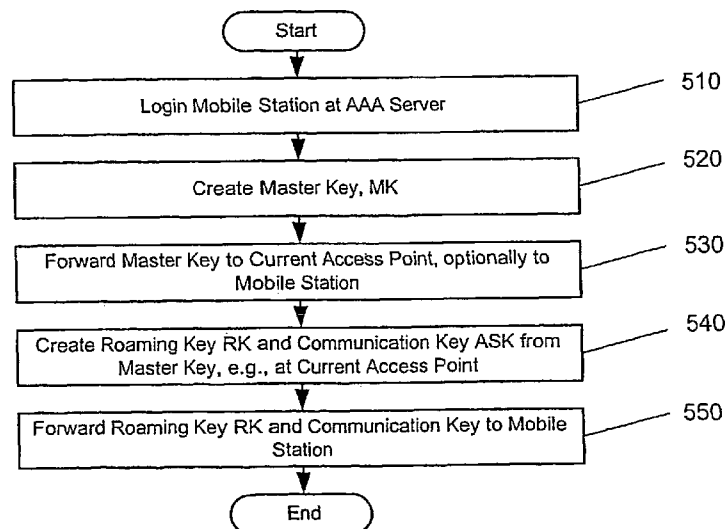 Start
Login Mobile Station at AAA Server
510
Create Master Key, MK
520
Forward Master Key to Current Access Point, optionally to
Mobile Station
530
Create Roaming Key RK and Communication Key ASK from
Master Key, e.g., at Current Access Point
540
Forward Roaming Key RK and Communication Key to Mobile
Station
550
End